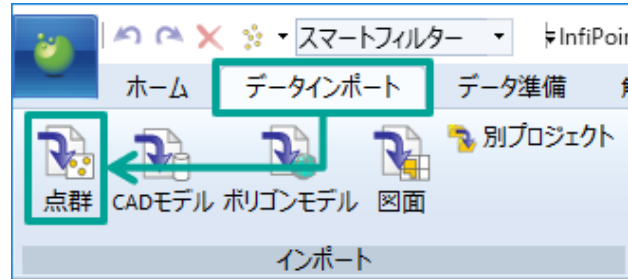 スマートフィルター InfiPoin
ホーム データインポート データ準備
点群 CADモデル ポリゴンモデル 図面 別プロジェクト
インポート